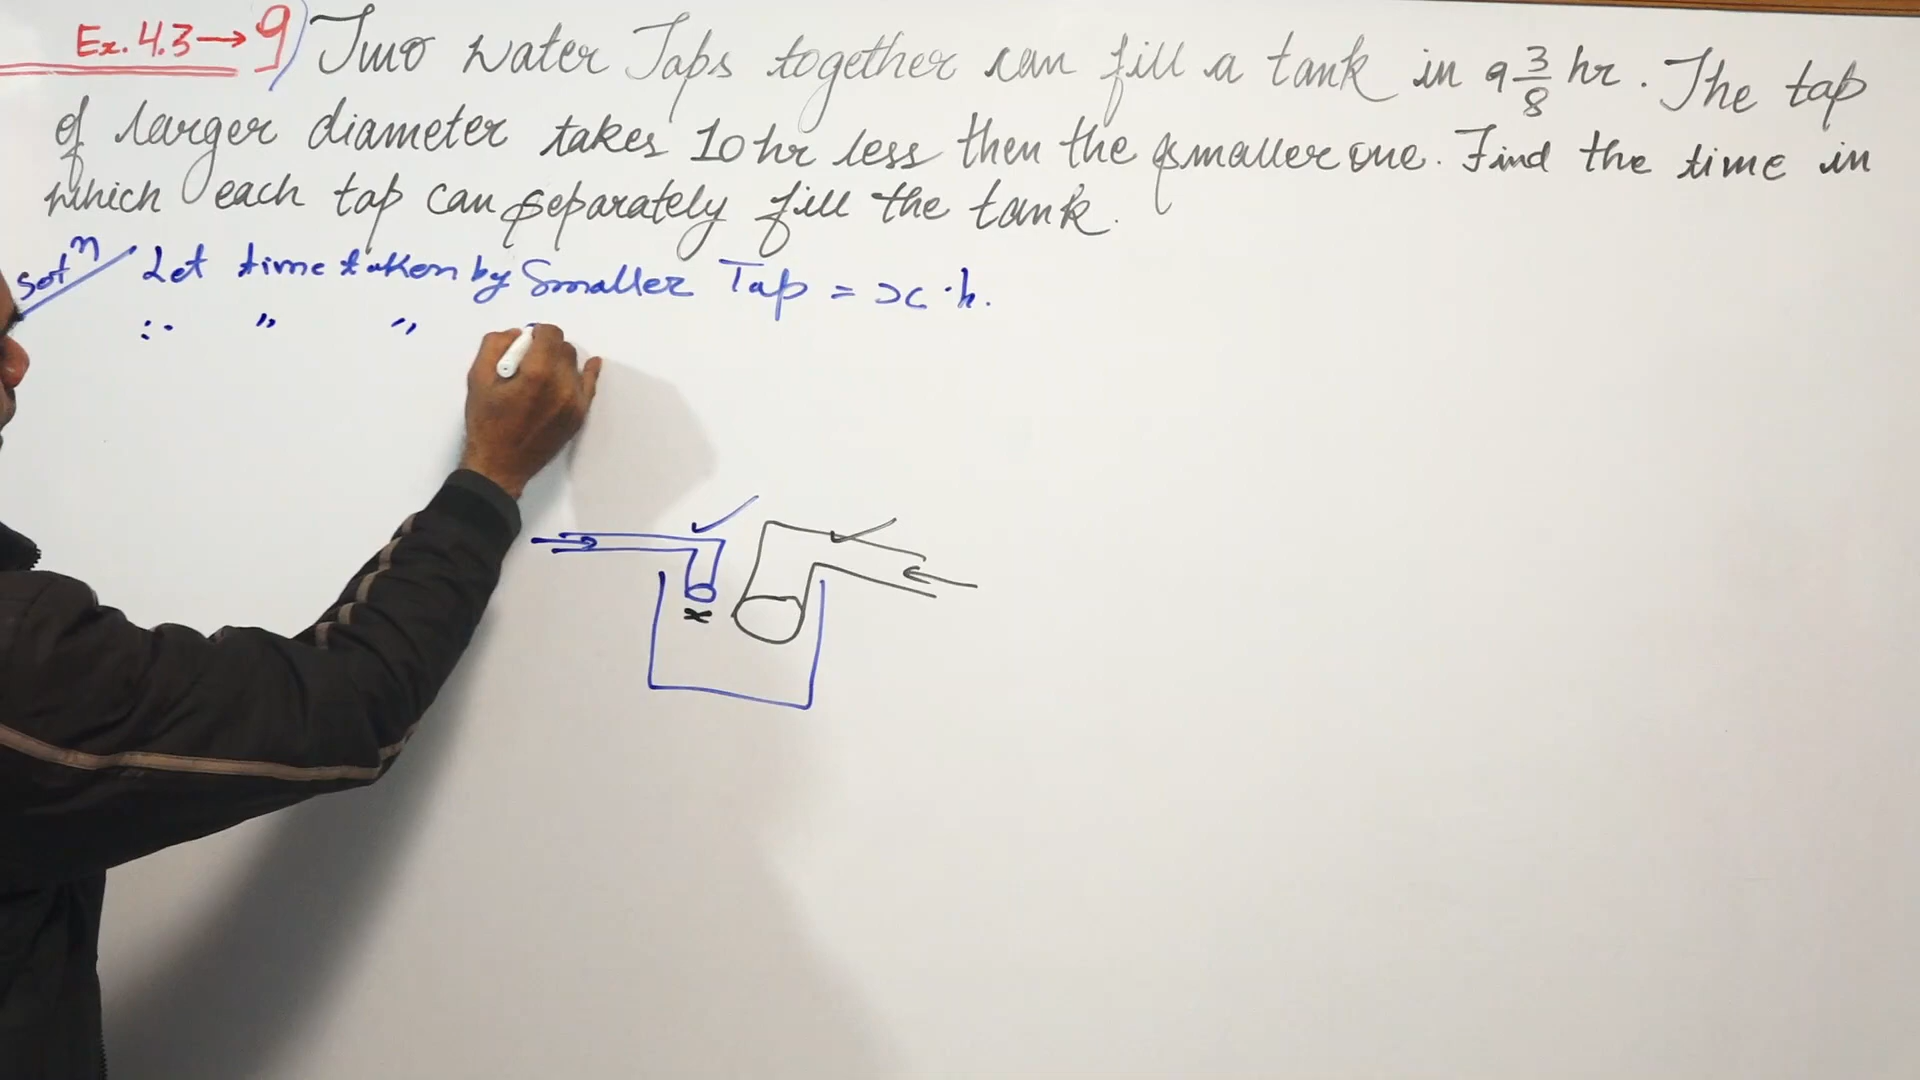 Ex. 4.3→9) Two water Taps together can fill a tank in 9 3/8 hr. The tap
of larger diameter takes 10 hr less then the smaller one. Find the time in
which each tap can separately fill the tank.
Solⁿ Let time taken by Smaller Tap = x h.
∴ " "
x